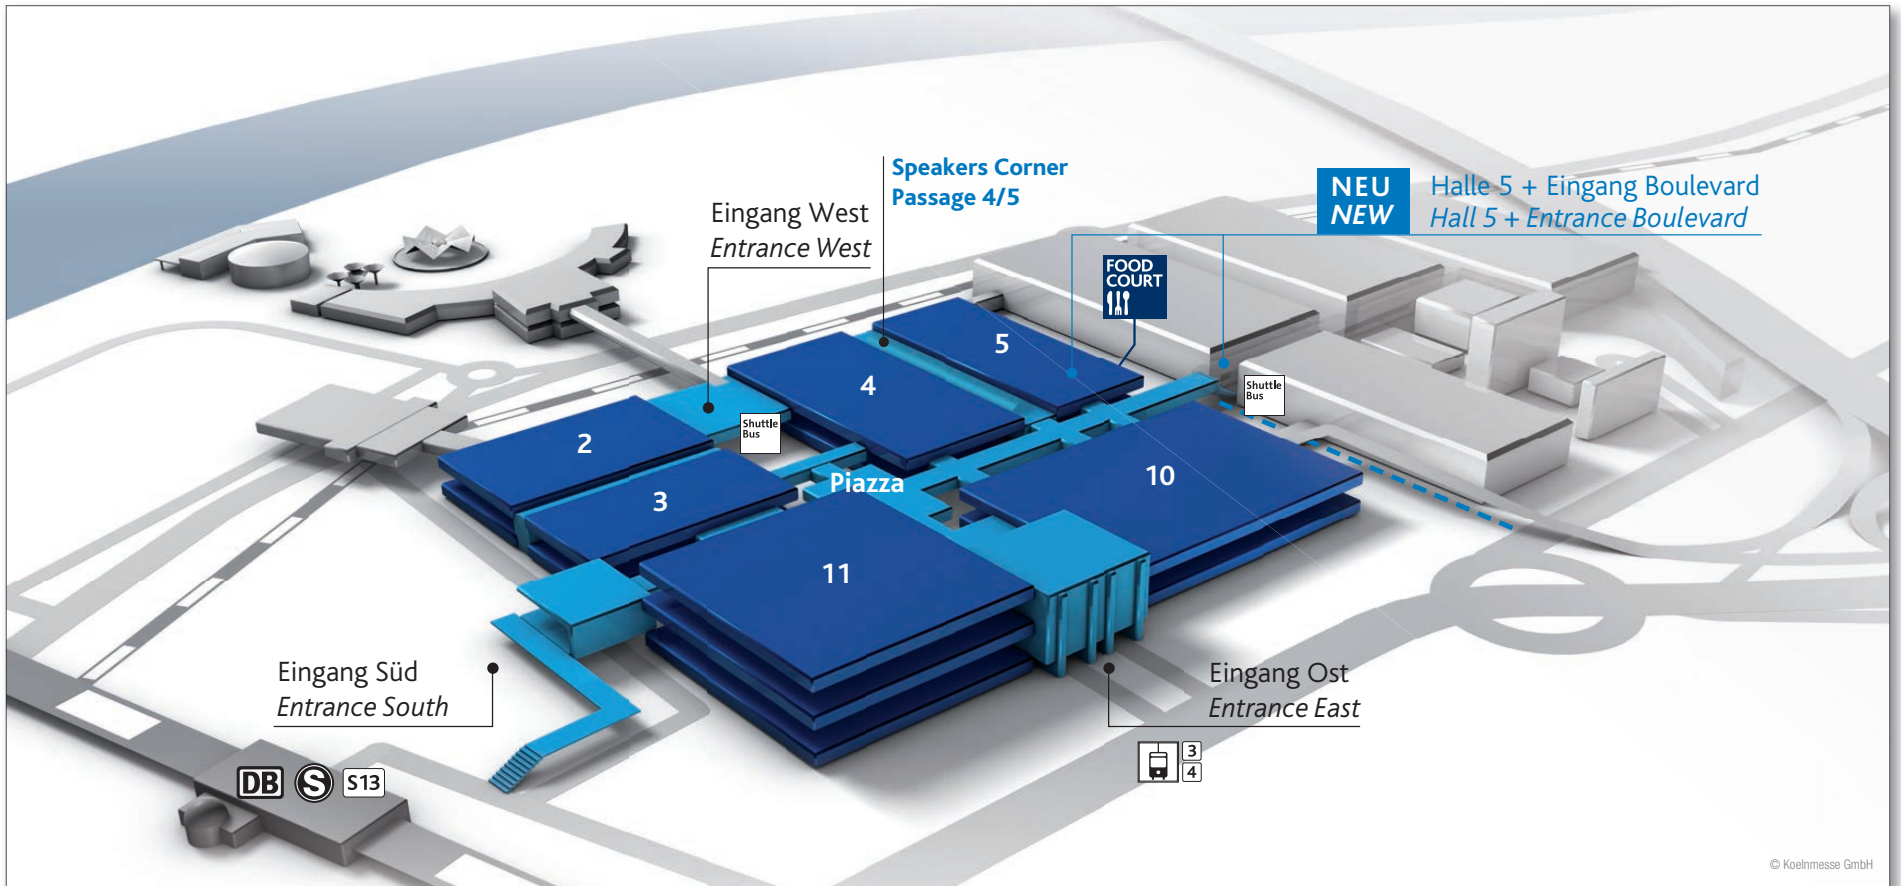 Speakers Corner
Passage 4/5
NEU
NEW
Halle 5 + Eingang Boulevard
Hall 5 + Entrance Boulevard
Eingang West
Entrance West
FOOD
COURT
5
4
Shuttle
Bus
Shuttle
Bus
2
3
Piazza
10
11
Eingang Süd
Entrance South
Eingang Ost
Entrance East
DB
S
S13
3
4
© Koelnmesse GmbH